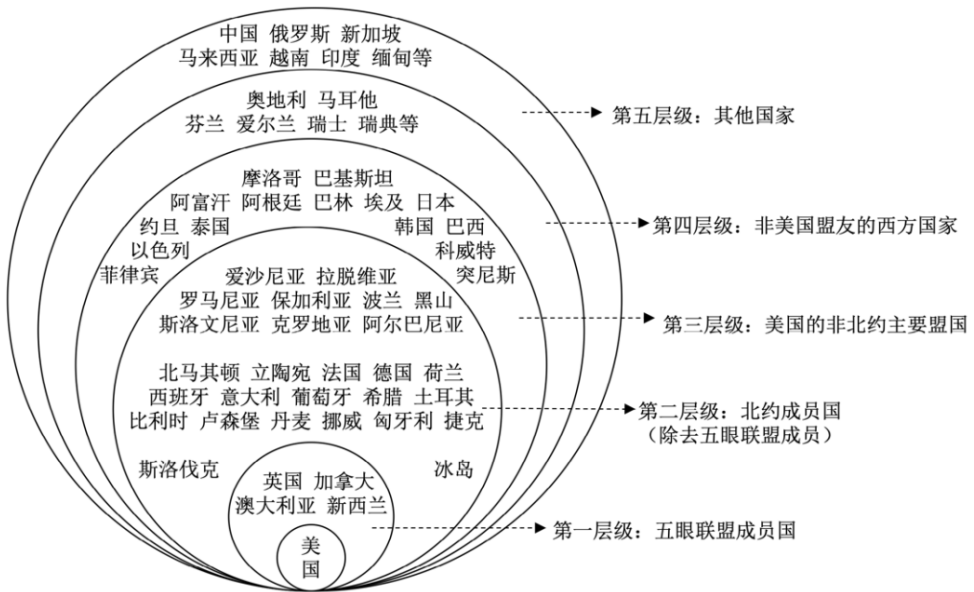 中国 俄罗斯 新加坡
马来西亚 越南 印度 缅甸等
奥地利 马耳他
芬兰 爱尔兰 瑞士 瑞典等
第五层级：其他国家
摩洛哥 巴基斯坦
阿富汗 阿根廷 巴林 埃及 日本
约旦 泰国 韩国 巴西
第四层级：非美国盟友的西方国家
以色列 科威特
菲律宾 突尼斯
爱沙尼亚 拉脱维亚
罗马尼亚 保加利亚 波兰 黑山
斯洛文尼亚 克罗地亚 阿尔巴尼亚
第三层级：美国的非北约主要盟国
北马其顿 立陶宛 法国 德国 荷兰
西班牙 意大利 葡萄牙 希腊 土耳其
比利时 卢森堡 丹麦 挪威 匈牙利 捷克
第二层级：北约成员国
（除去五眼联盟成员）
斯洛伐克 冰岛
英国 加拿大
澳大利亚 新西兰
第一层级：五眼联盟成员国
美
国